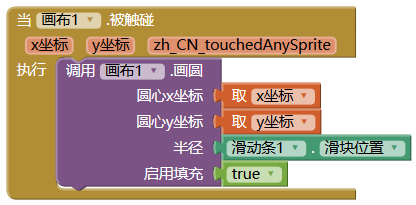 当 画布1 .被触碰
x坐标 y坐标 zh_CN_touchedAnySprite
执行 调用 画布1 .画圆
圆心x坐标 取 x坐标
圆心y坐标 取 y坐标
半径 滑动条1 . 滑块位置
启用填充 true